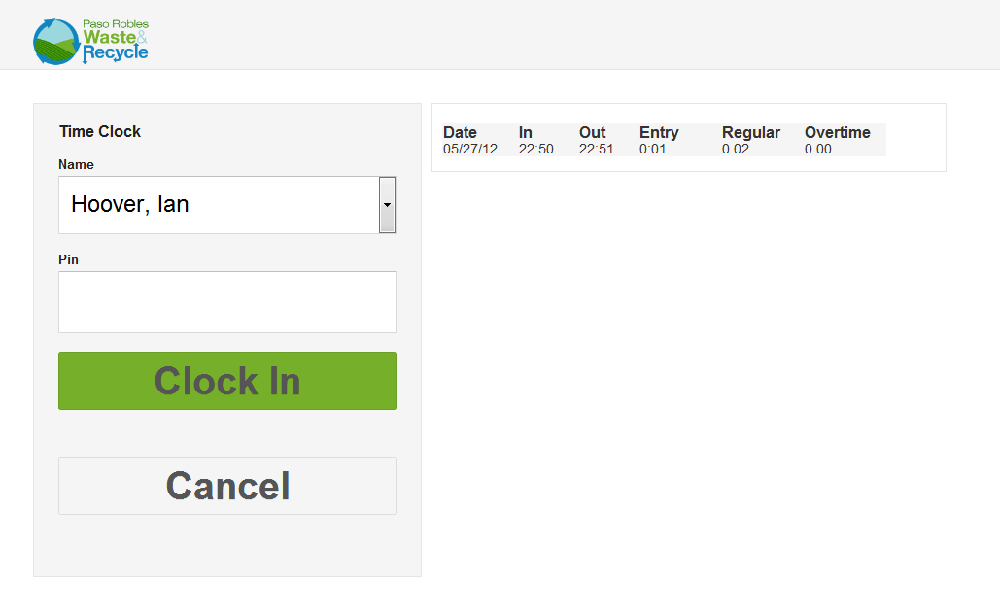 Paso Robles
Waste&
Recycle
Time Clock
Name
Hoover, Ian
Pin
Clock In
Cancel
Date In Out Entry Regular Overtime
05/27/12 22:50 22:51 0:01 0.02 0.00